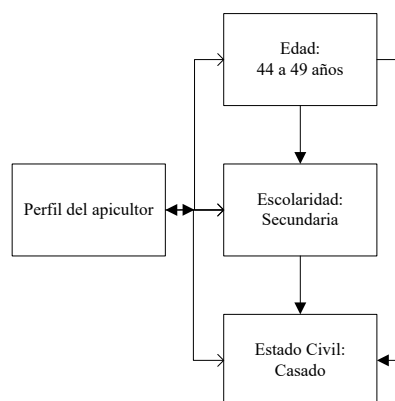 Edad:
44 a 49 años
Perfil del apicultor
Escolaridad:
Secundaria
Estado Civil:
Casado